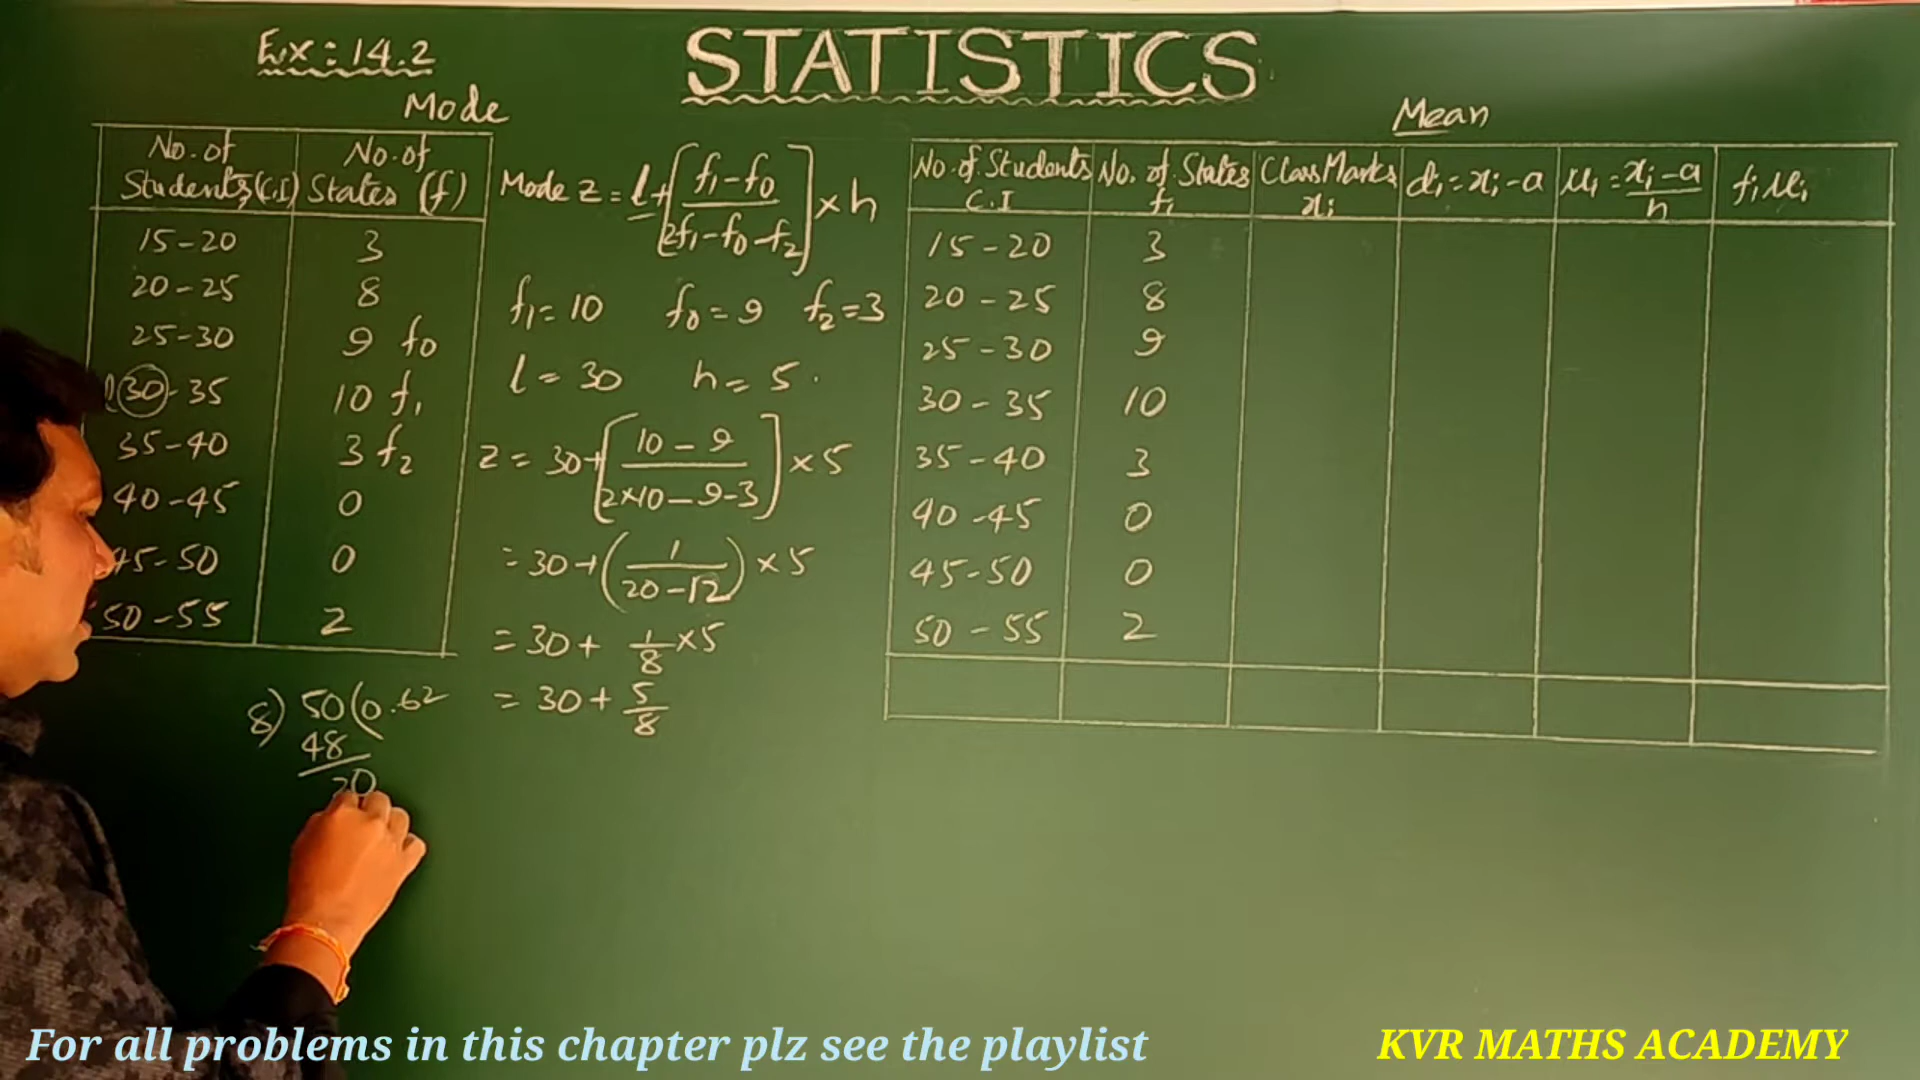 Ex: 14.2
STATISTICS
Mode
No. of Students (C.I) | No. of States (f)
15-20 | 3
20-25 | 8
25-30 | 9 f₀
l 30-35 | 10 f₁
35-40 | 3 f₂
40-45 | 0
45-50 | 0
50-55 | 2
8) 50 (0.62
48
20
Mode Z = l + [(f₁-f₀)/(2f₁-f₀-f₂)] × h
f₁ = 10 f₀ = 9 f₂ = 3
l = 30 h = 5.
Z = 30 + [(10-9)/(2×10-9-3)] × 5
= 30 + (1/(20-12)) × 5
= 30 + 1/8 × 5
= 30 + 5/8
Mean
No. of Students C.I | No. of States fᵢ | Class Marks xᵢ | dᵢ = xᵢ-a | uᵢ = (xᵢ-a)/h | fᵢuᵢ
15-20 | 3
20-25 | 8
25-30 | 9
30-35 | 10
35-40 | 3
40-45 | 0
45-50 | 0
50-55 | 2
For all problems in this chapter plz see the playlist
KVR MATHS ACADEMY